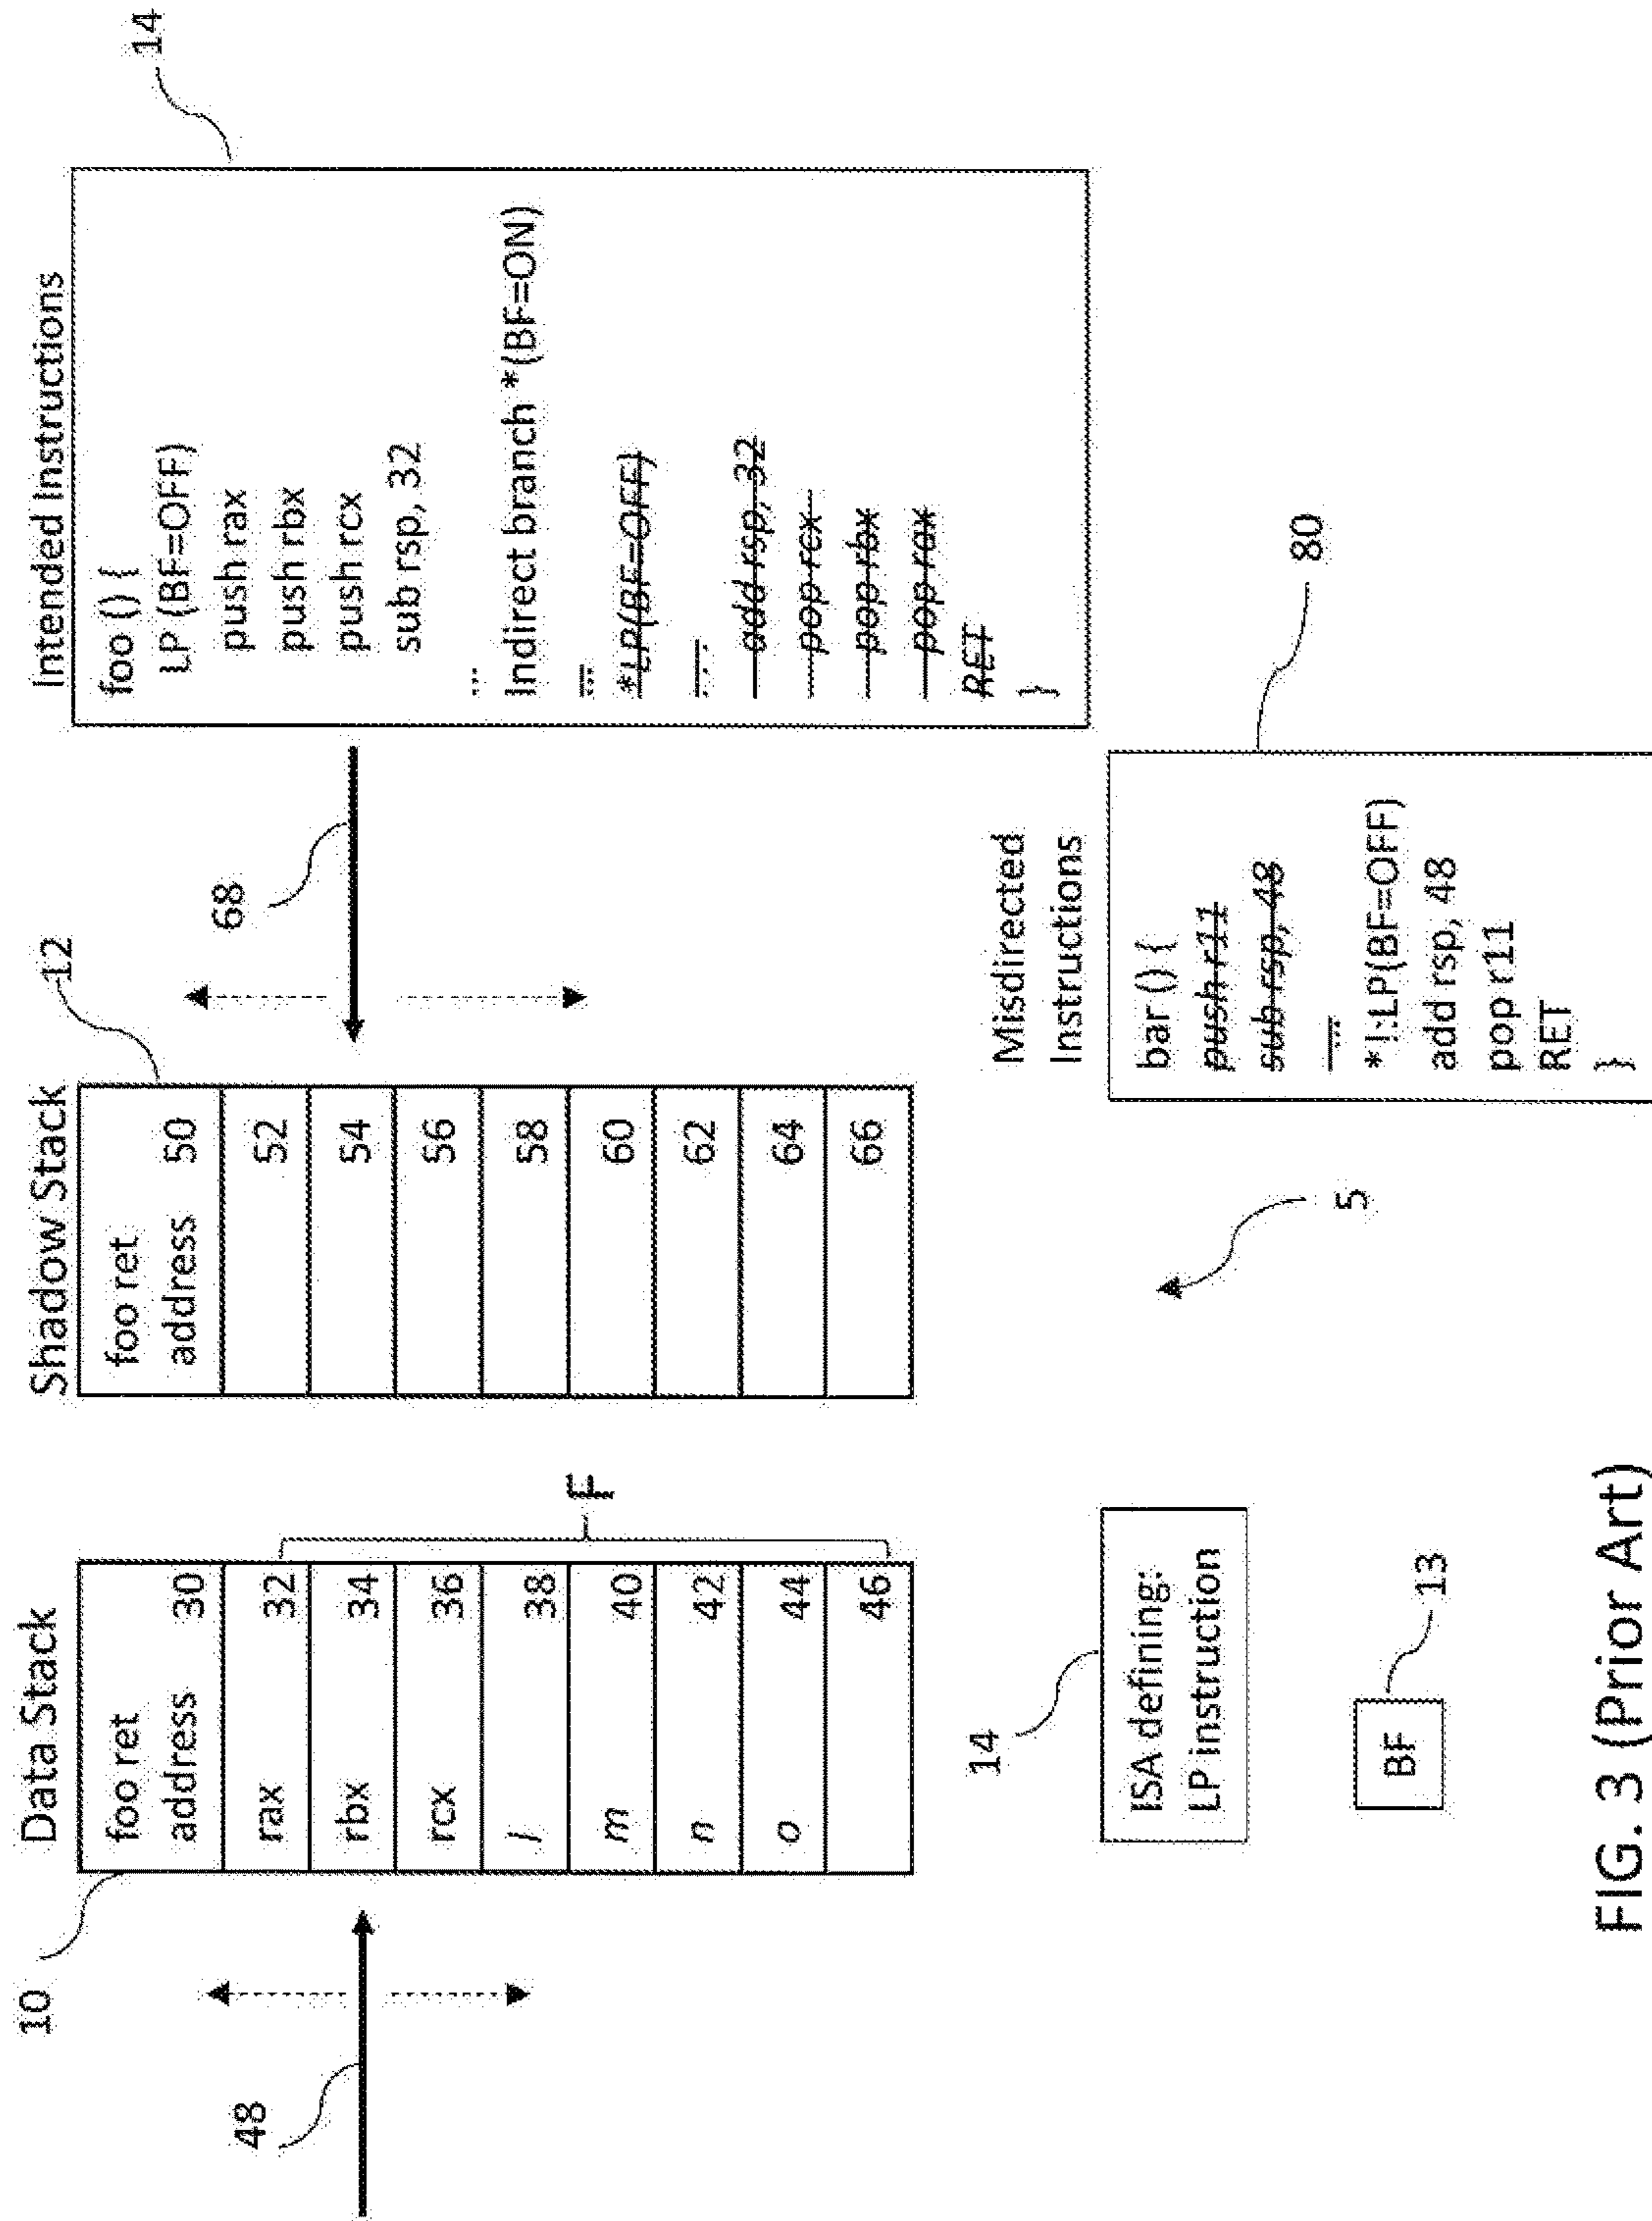 Data Stack
10
foo ret
address 30
rax 32
rbx 34
rcx 36
l 38
m 40
n 42
o 44
46
F
48
Shadow Stack
12
foo ret
address 50
52
54
56
58
60
62
64
66
68
Intended Instructions
14
foo () {
LP (BF=OFF)
push rax
push rbx
push rcx
sub rsp, 32
...
Indirect branch *(BF=ON)
...
*LP(BF=OFF)
...
add rsp, 32
pop rcx
pop rbx
pop rax
RET
}
14
ISA defining:
LP instruction
BF
13
5
Misdirected
Instructions
80
bar () {
push r11
sub rsp, 48
...
*!:LP(BF=OFF)
add rsp, 48
pop r11
RET
}
FIG. 3 (Prior Art)